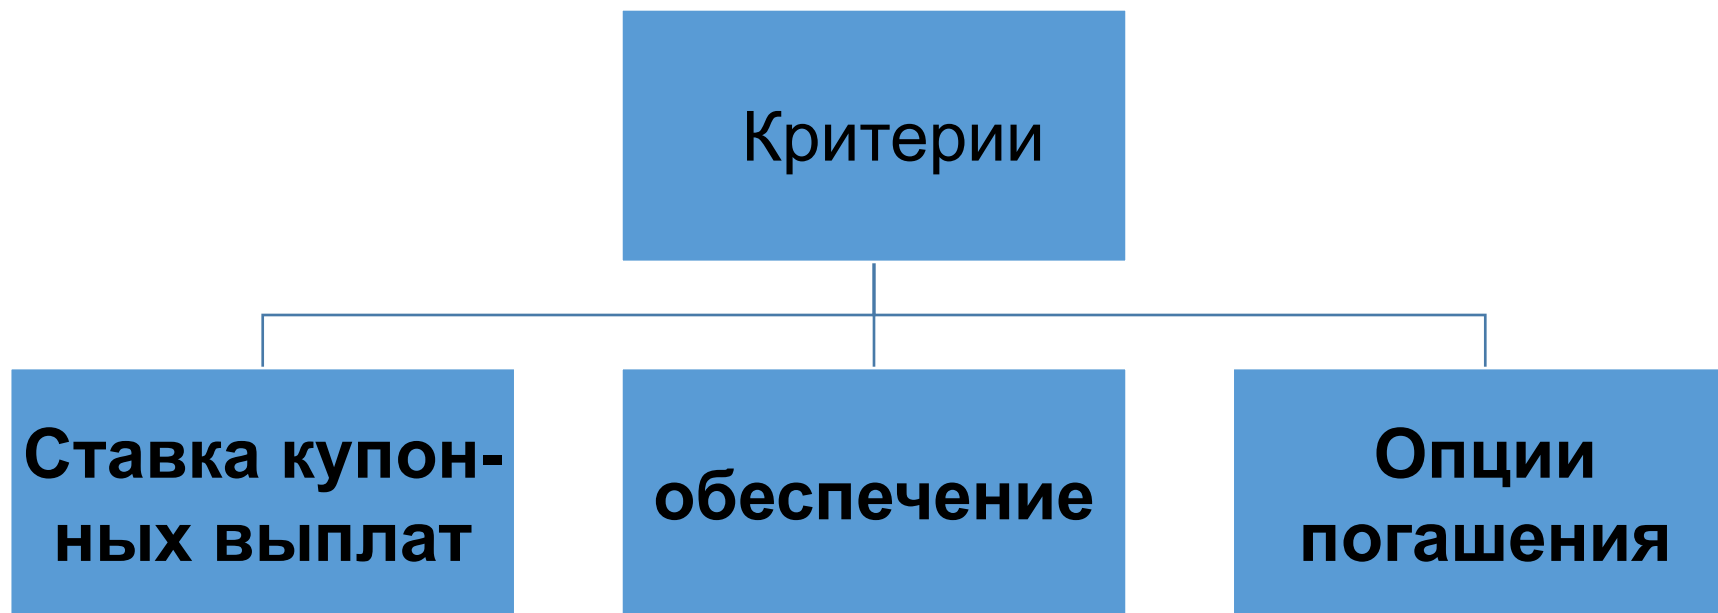 Критерии
Ставка купон-
ных выплат
обеспечение
Опции
погашения